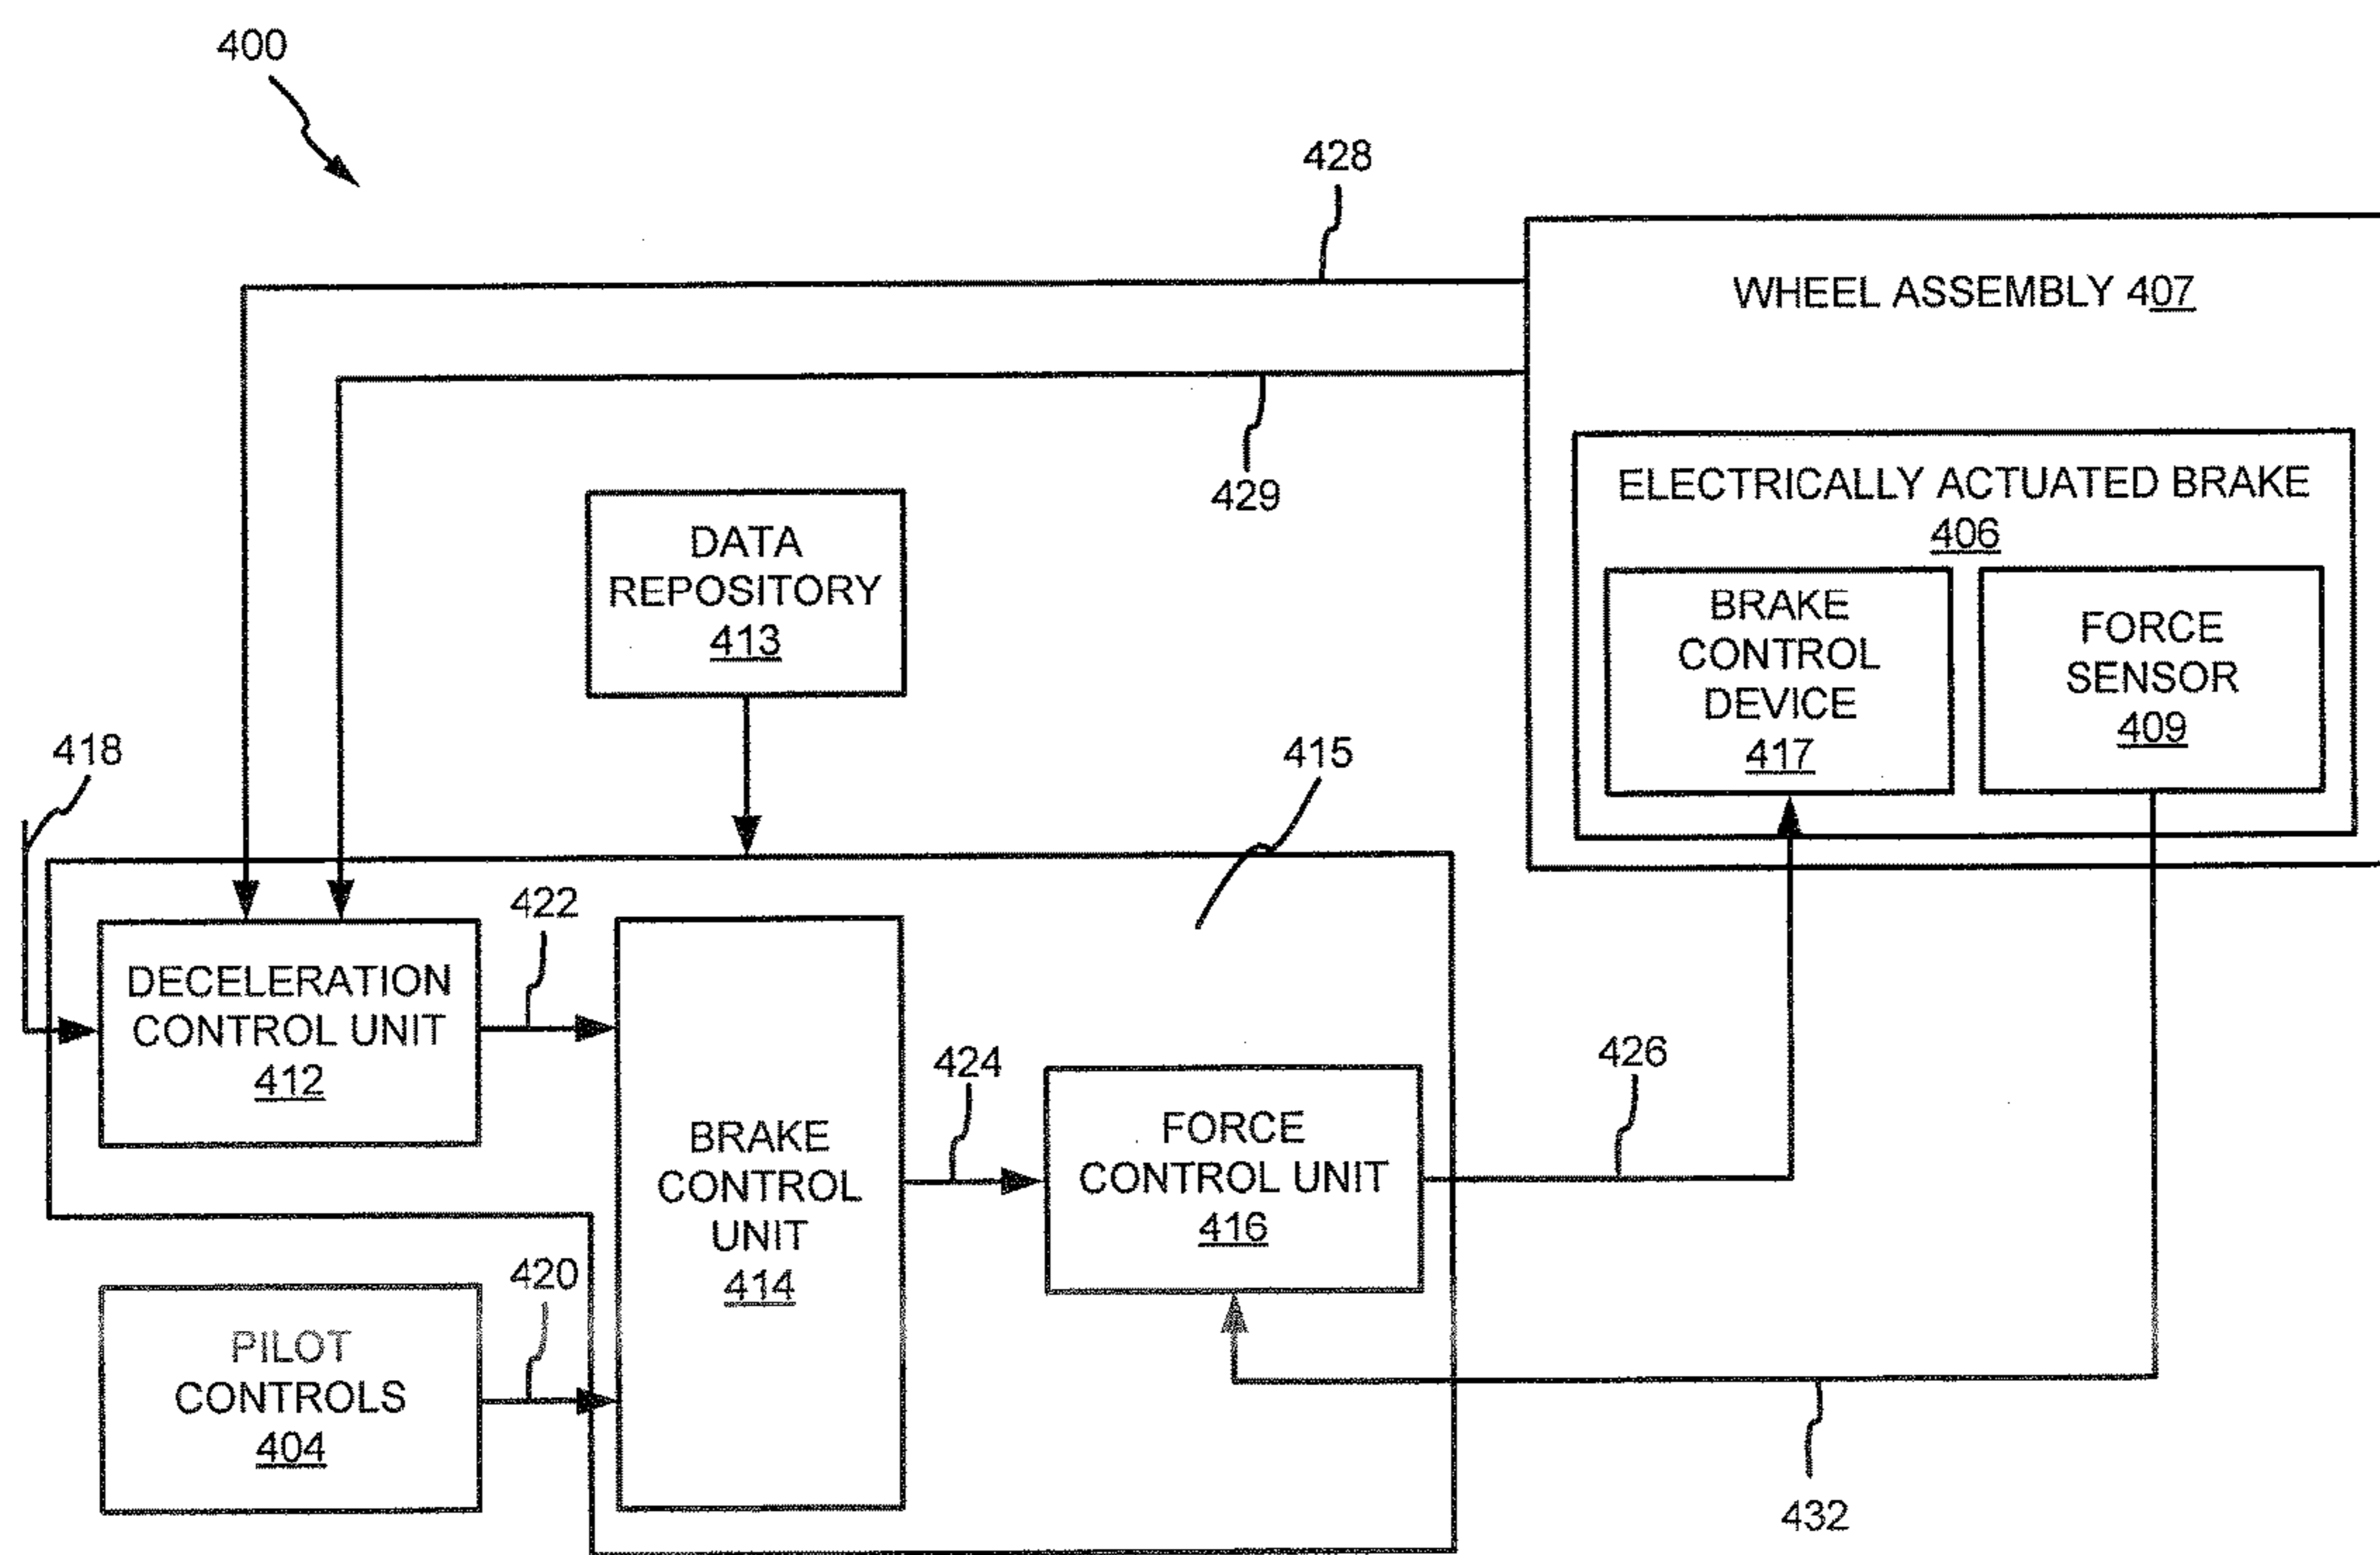 400
428
WHEEL ASSEMBLY 407
429
ELECTRICALLY ACTUATED BRAKE
406
DATA
REPOSITORY
413
BRAKE
CONTROL
DEVICE
417
FORCE
SENSOR
409
418
415
422
DECELERATION
CONTROL UNIT
412
424
426
BRAKE
CONTROL
UNIT
414
FORCE
CONTROL UNIT
416
420
PILOT
CONTROLS
404
432